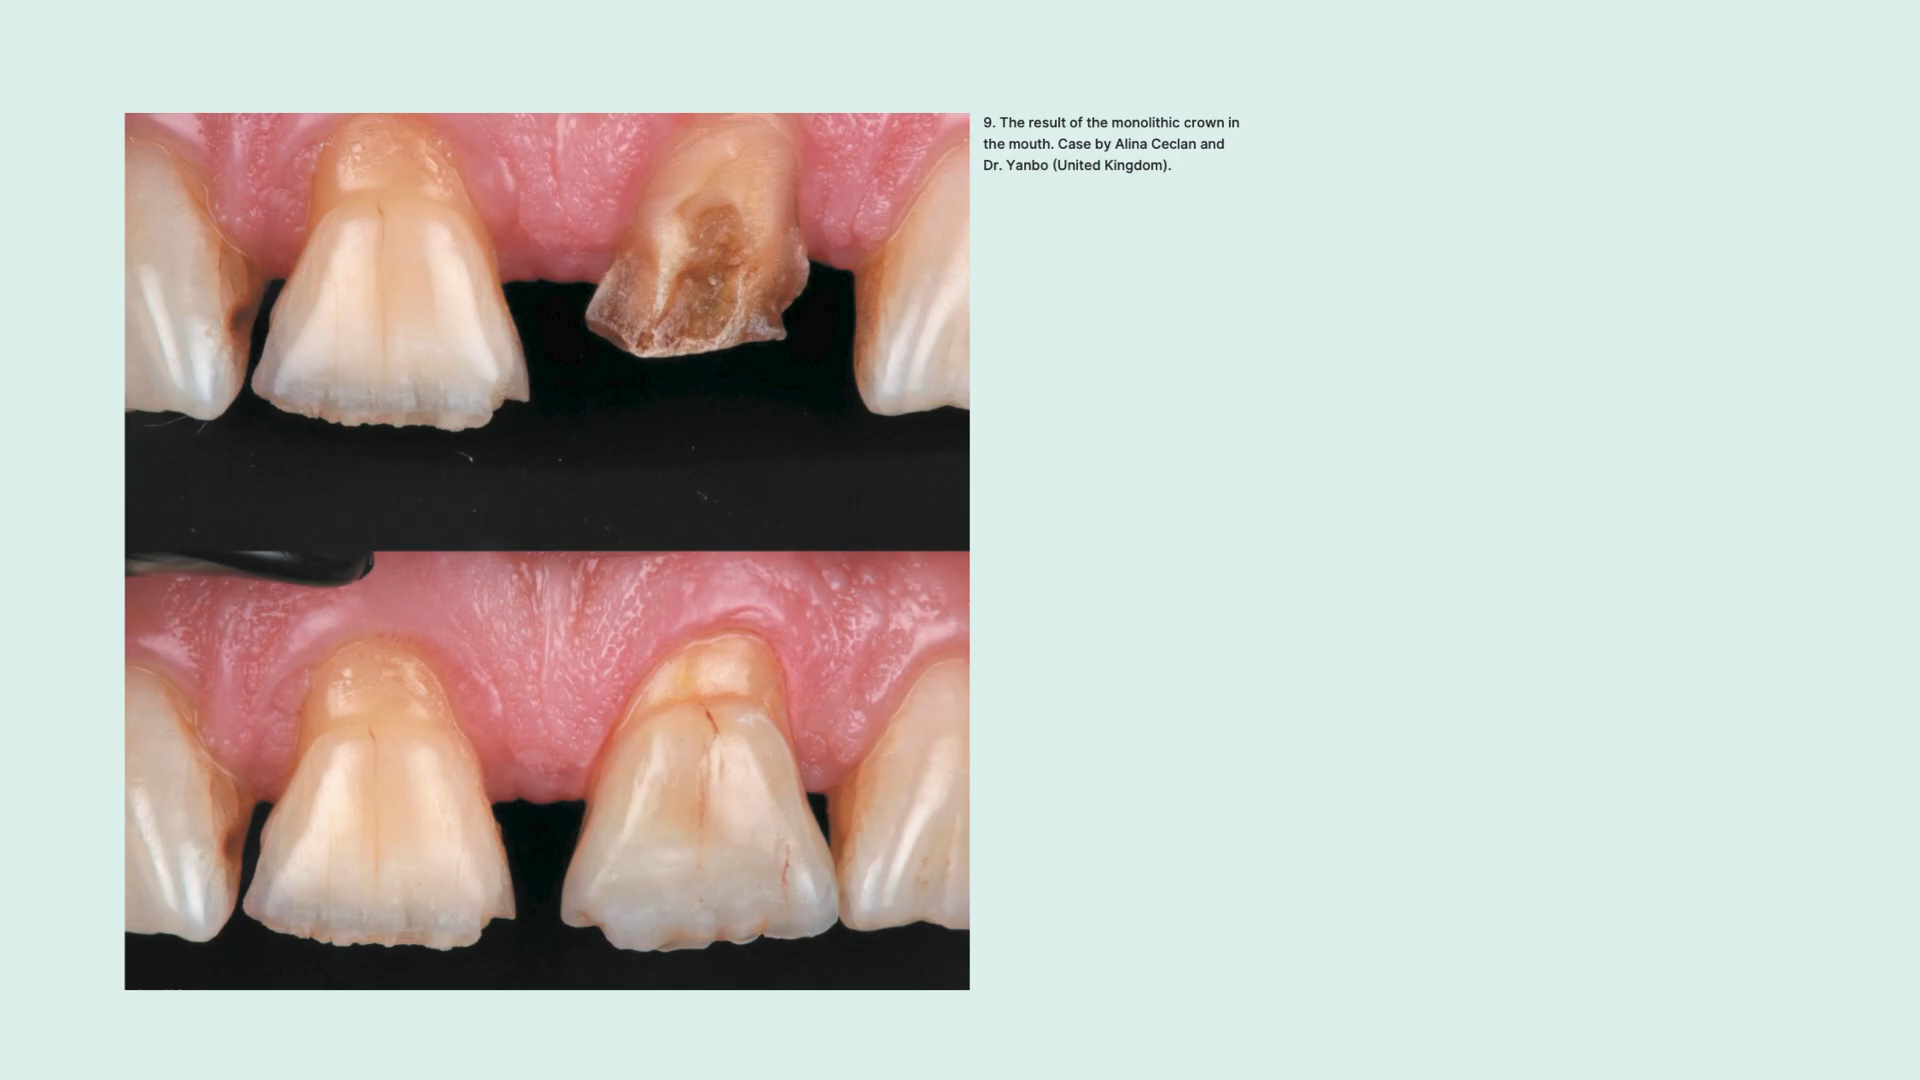 9. The result of the monolithic crown in
the mouth. Case by Alina Ceclan and
Dr. Yanbo (United Kingdom).